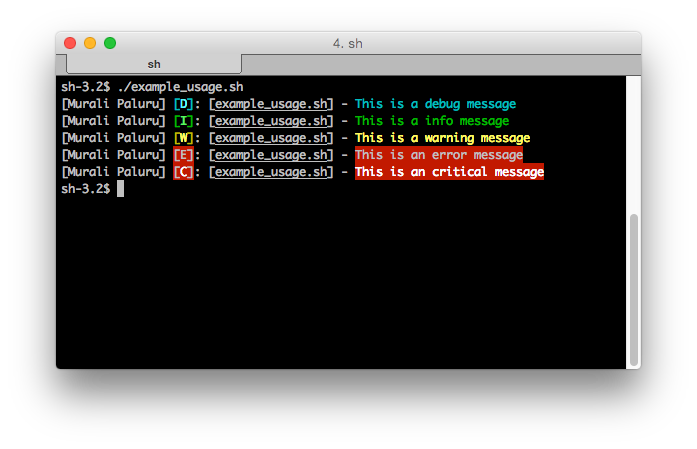 4. sh
sh
sh-3.2$ ./example_usage.sh
[Murali Paluru] [D]: [example_usage.sh] - This is a debug message
[Murali Paluru] [I]: [example_usage.sh] - This is a info message
[Murali Paluru] [W]: [example_usage.sh] - This is a warning message
[Murali Paluru] [E]: [example_usage.sh] - This is an error message
[Murali Paluru] [C]: [example_usage.sh] - This is an critical message
sh-3.2$